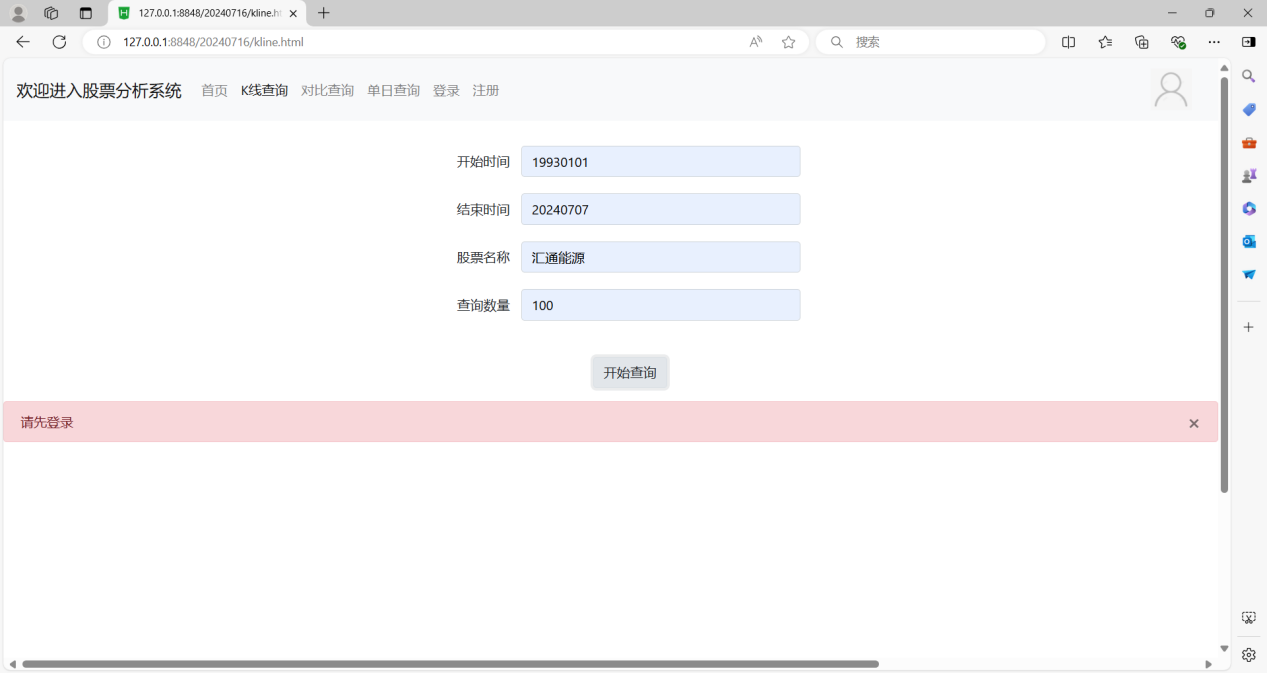 127.0.0.1:8848/20240716/kline.ht
127.0.0.1:8848/20240716/kline.html
搜索
欢迎进入股票分析系统 首页 K线查询 对比查询 单日查询 登录 注册
开始时间 19930101
结束时间 20240707
股票名称 汇通能源
查询数量 100
开始查询
请先登录 ×